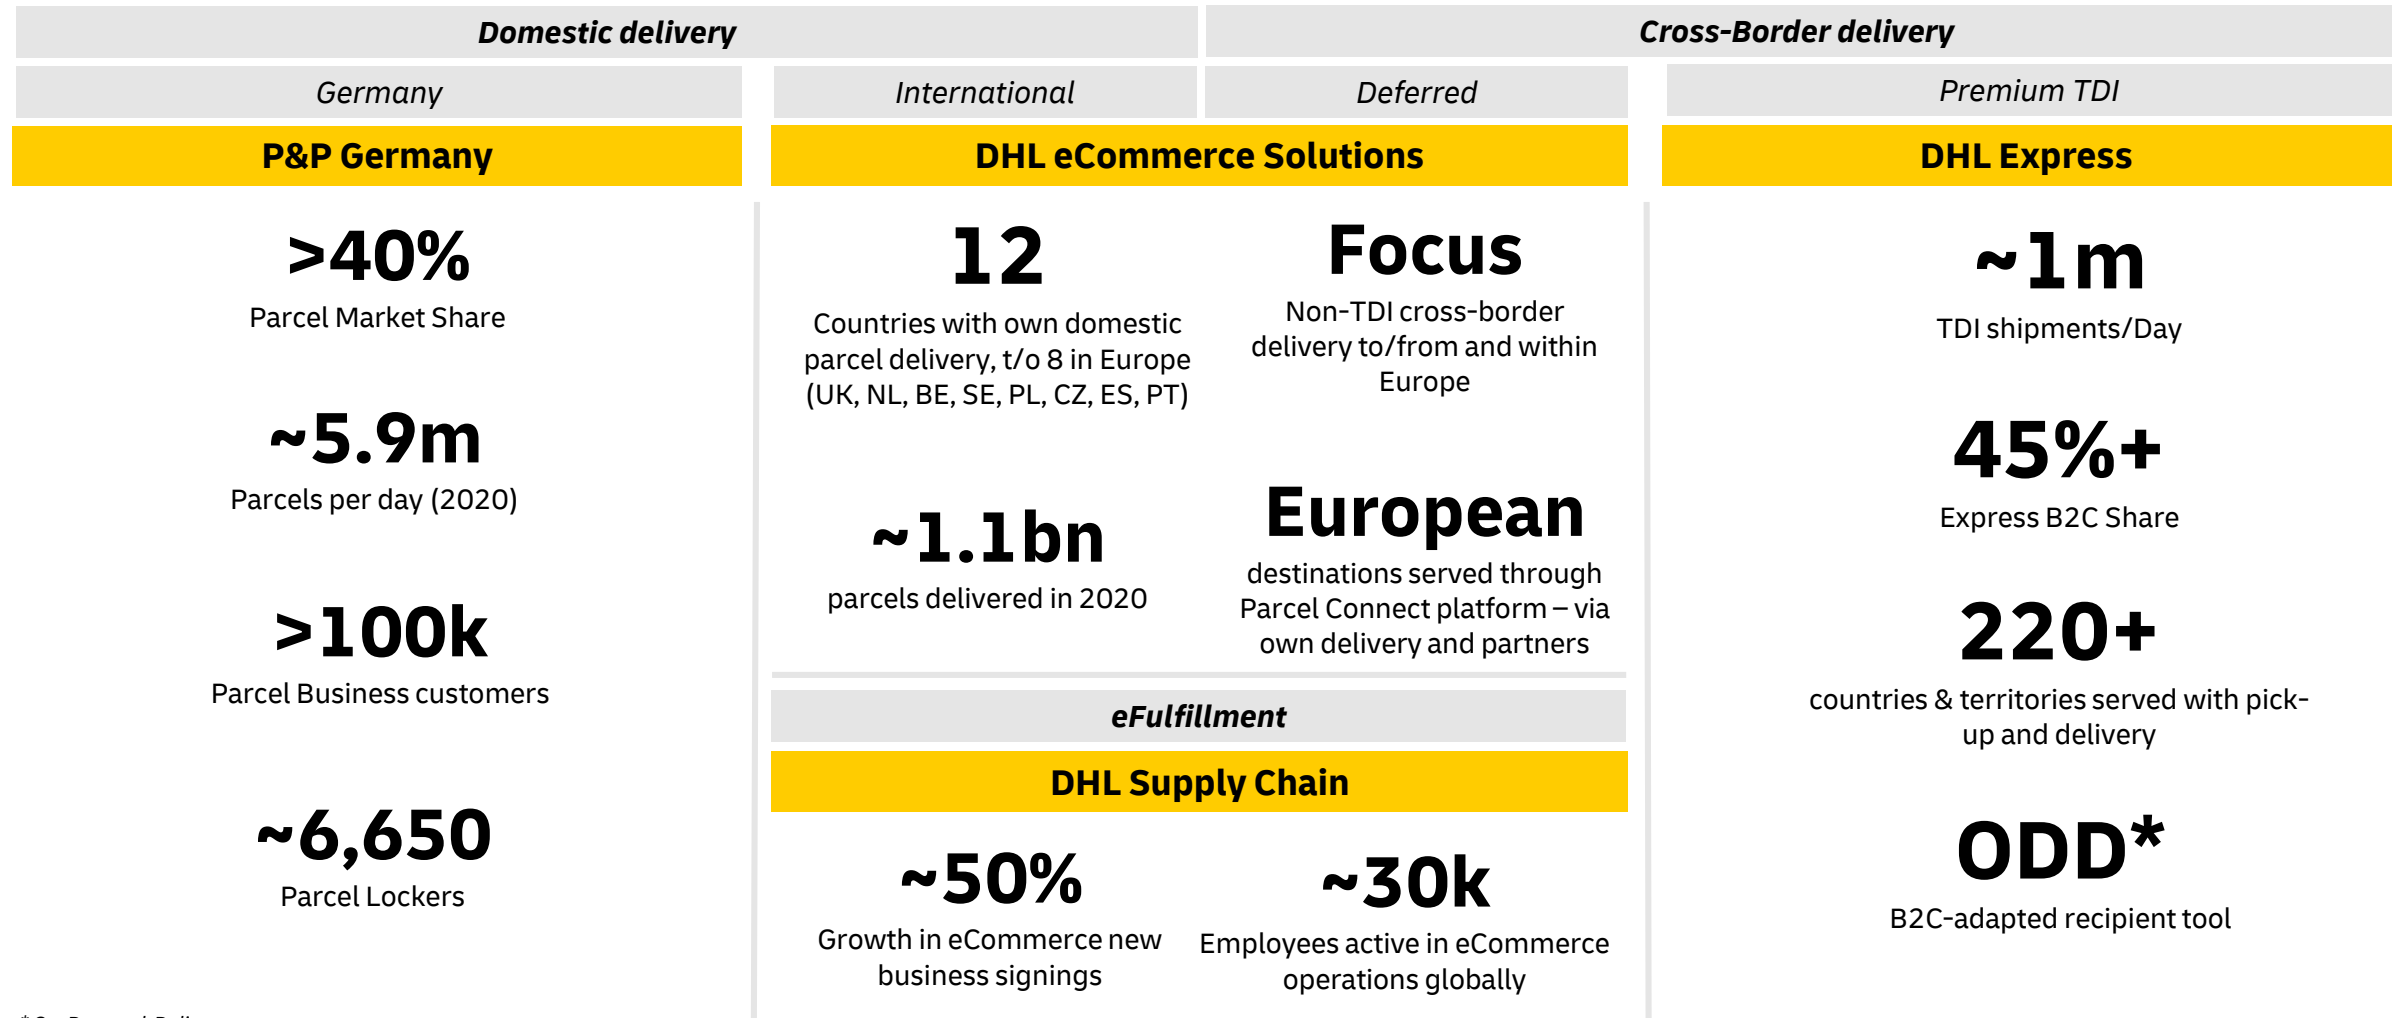 Domestic delivery
Cross-Border delivery
Germany
International
Deferred
Premium TDI
P&P Germany
DHL eCommerce Solutions
DHL Express
>40%
Parcel Market Share
~5.9m
Parcels per day (2020)
>100k
Parcel Business customers
~6,650
Parcel Lockers
12
Countries with own domestic
parcel delivery, t/o 8 in Europe
(UK, NL, BE, SE, PL, CZ, ES, PT)
~1.1bn
parcels delivered in 2020
Focus
Non-TDI cross-border
delivery to/from and within
Europe
European
destinations served through
Parcel Connect platform – via
own delivery and partners
eFulfillment
DHL Supply Chain
~50%
Growth in eCommerce new
business signings
~30k
Employees active in eCommerce
operations globally
~1m
TDI shipments/Day
45%+
Express B2C Share
220+
countries & territories served with pick-
up and delivery
ODD*
B2C-adapted recipient tool